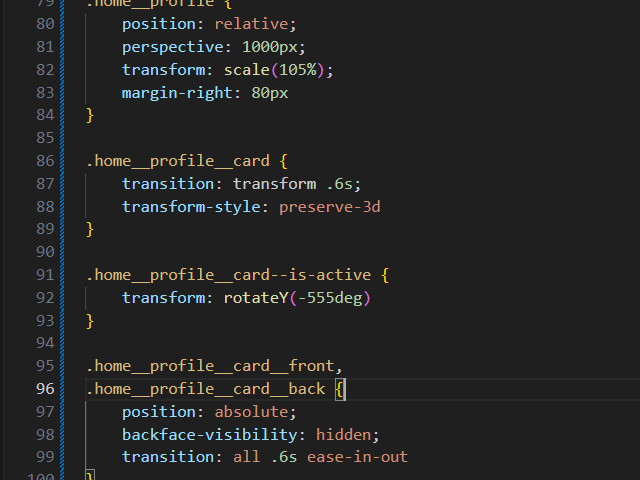 79 .home__profile {
80 position: relative;
81 perspective: 1000px;
82 transform: scale(105%);
83 margin-right: 80px
84 }
85
86 .home__profile__card {
87 transition: transform .6s;
88 transform-style: preserve-3d
89 }
90
91 .home__profile__card--is-active {
92 transform: rotateY(-555deg)
93 }
94
95 .home__profile__card__front,
96 .home__profile__card__back {
97 position: absolute;
98 backface-visibility: hidden;
99 transition: all .6s ease-in-out
100 }